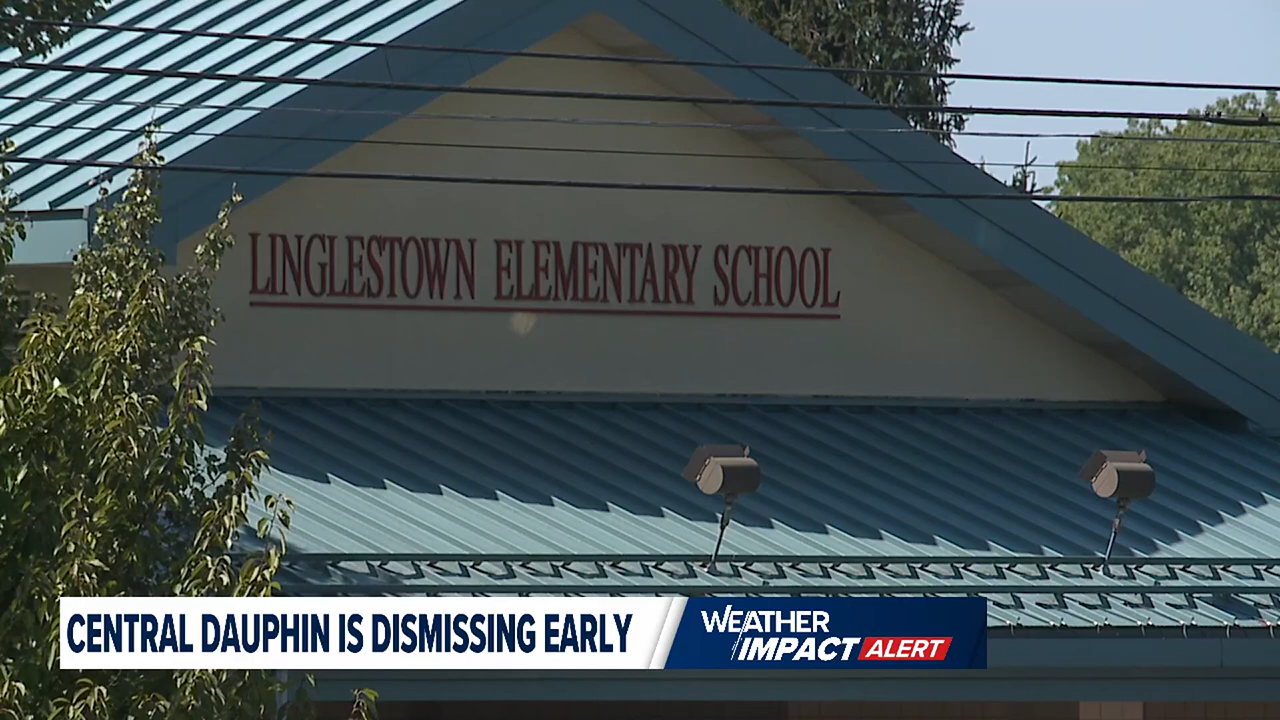 LINGLESTOWN ELEMENTARY SCHOOL
CENTRAL DAUPHIN IS DISMISSING EARLY
WEATHER
IMPACT ALERT